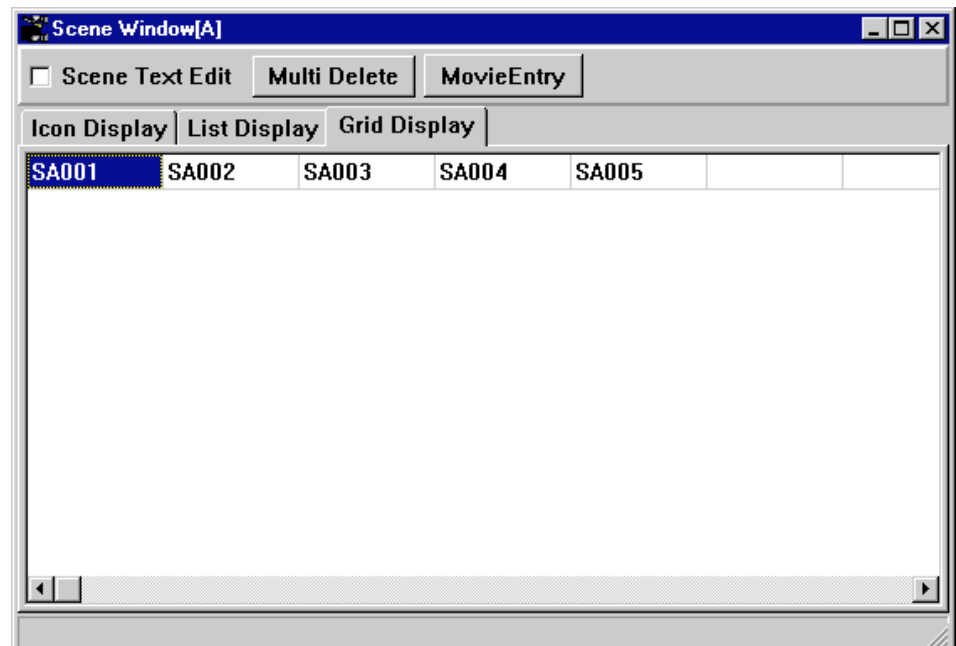 Scene Window[A]
Scene Text Edit Multi Delete MovieEntry
Icon Display List Display Grid Display
SA001 SA002 SA003 SA004 SA005